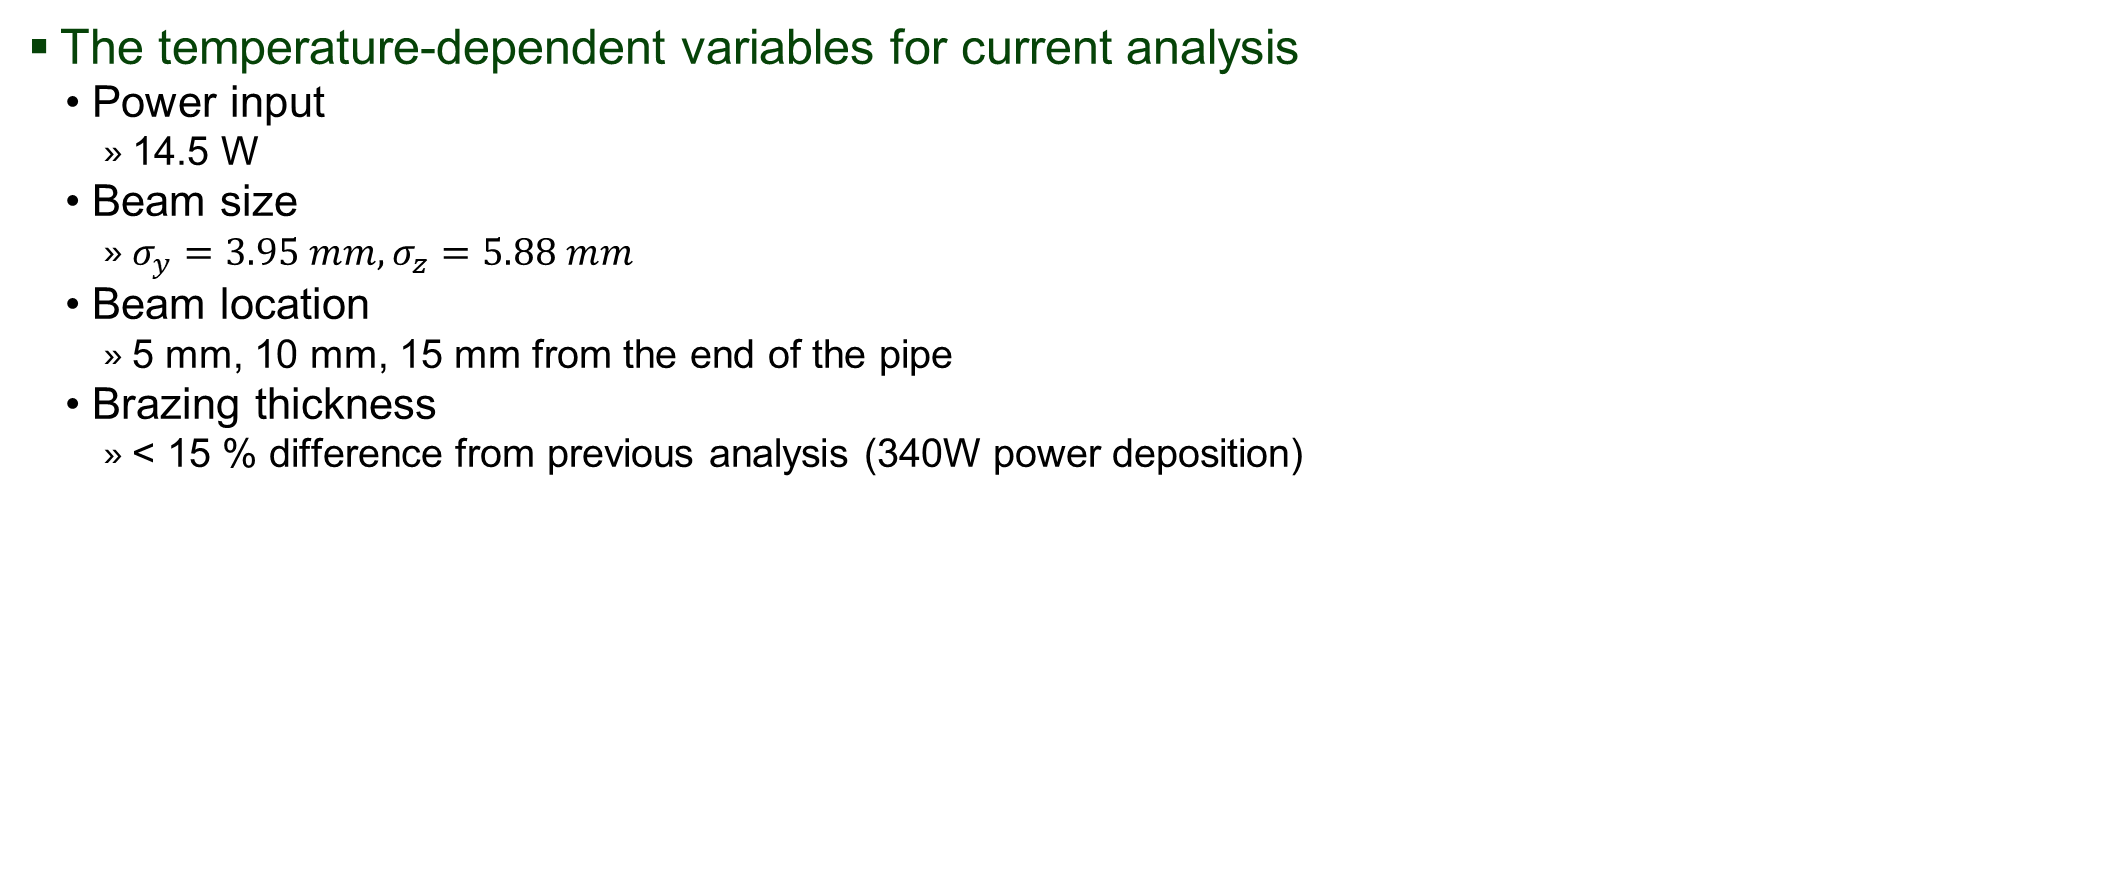 ▪ The temperature-dependent variables for current analysis
• Power input
» 14.5 W
• Beam size
» σ_y = 3.95 mm, σ_z = 5.88 mm
• Beam location
» 5 mm, 10 mm, 15 mm from the end of the pipe
• Brazing thickness
» < 15 % difference from previous analysis (340W power deposition)